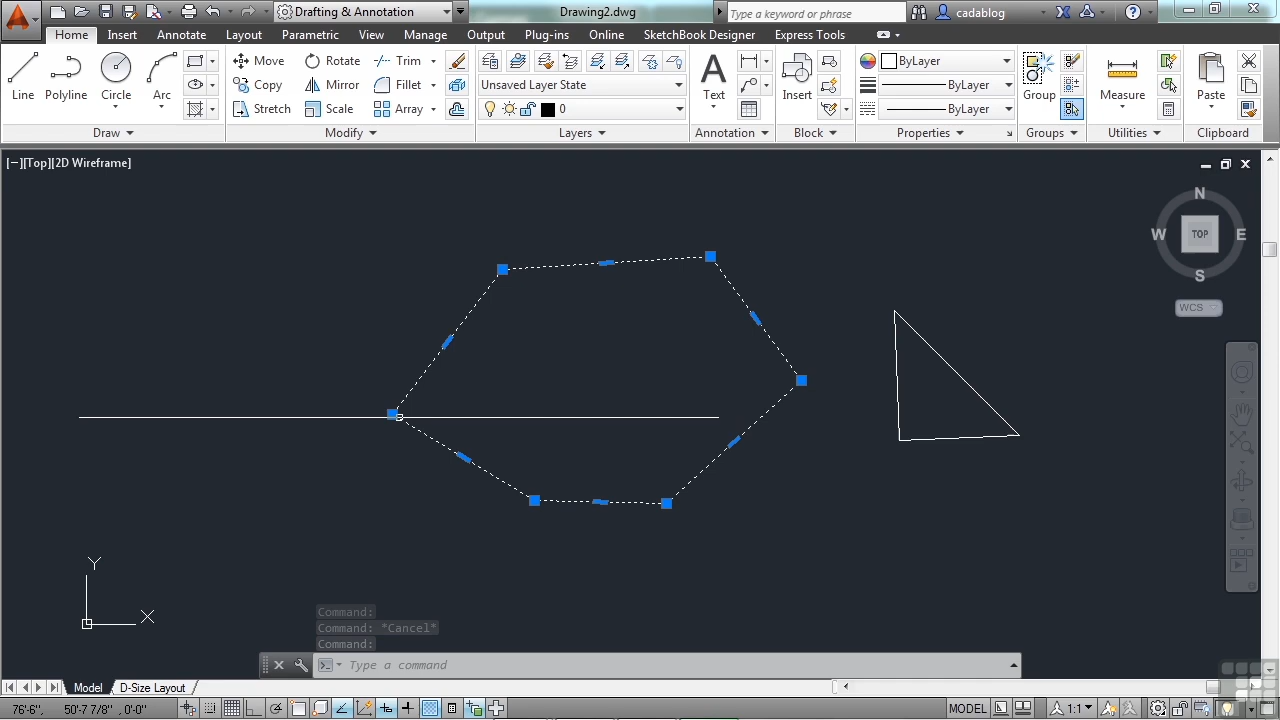 Drafting & Annotation
Drawing2.dwg
Type a keyword or phrase
cadablog
Home
Insert
Annotate
Layout
Parametric
View
Manage
Output
Plug-ins
Online
SketchBook Designer
Express Tools
Line
Polyline
Circle
Arc
Draw
Move
Rotate
Trim
Copy
Mirror
Fillet
Stretch
Scale
Array
Modify
Unsaved Layer State
0
Layers
Text
Annotation
Insert
Block
ByLayer
ByLayer
ByLayer
Properties
Group
Groups
Measure
Utilities
Paste
Clipboard
[−][Top][2D Wireframe]
N
W
TOP
E
S
WCS
Y
X
Command:
Command: *Cancel*
Command:
Type a command
Model
D-Size Layout
76'-6", 50'-7 7/8" , 0'-0"
MODEL
1:1